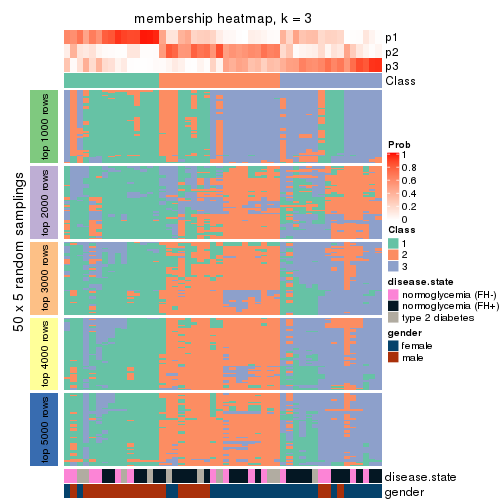 membership heatmap, k = 3
p1
p2
p3
Class
50 x 5 random samplings
top 1000 rows
top 2000 rows
top 3000 rows
top 4000 rows
top 5000 rows
Prob
1
0.8
0.6
0.4
0.2
0
Class
1
2
3
disease.state
normoglycemia (FH-)
normoglycemia (FH+)
type 2 diabetes
gender
female
male
disease.state
gender